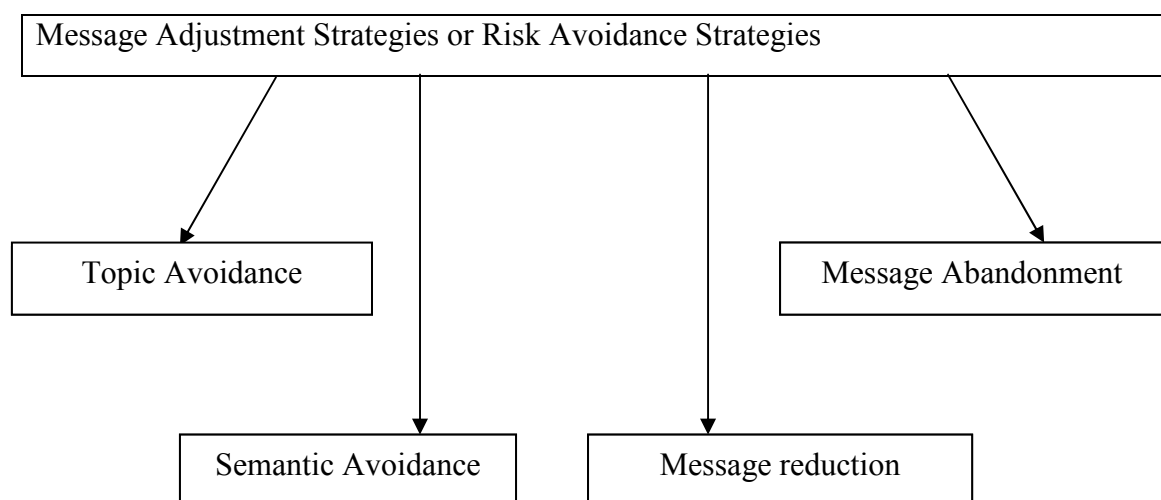 Message Adjustment Strategies or Risk Avoidance Strategies
Topic Avoidance
Message Abandonment
Semantic Avoidance
Message reduction